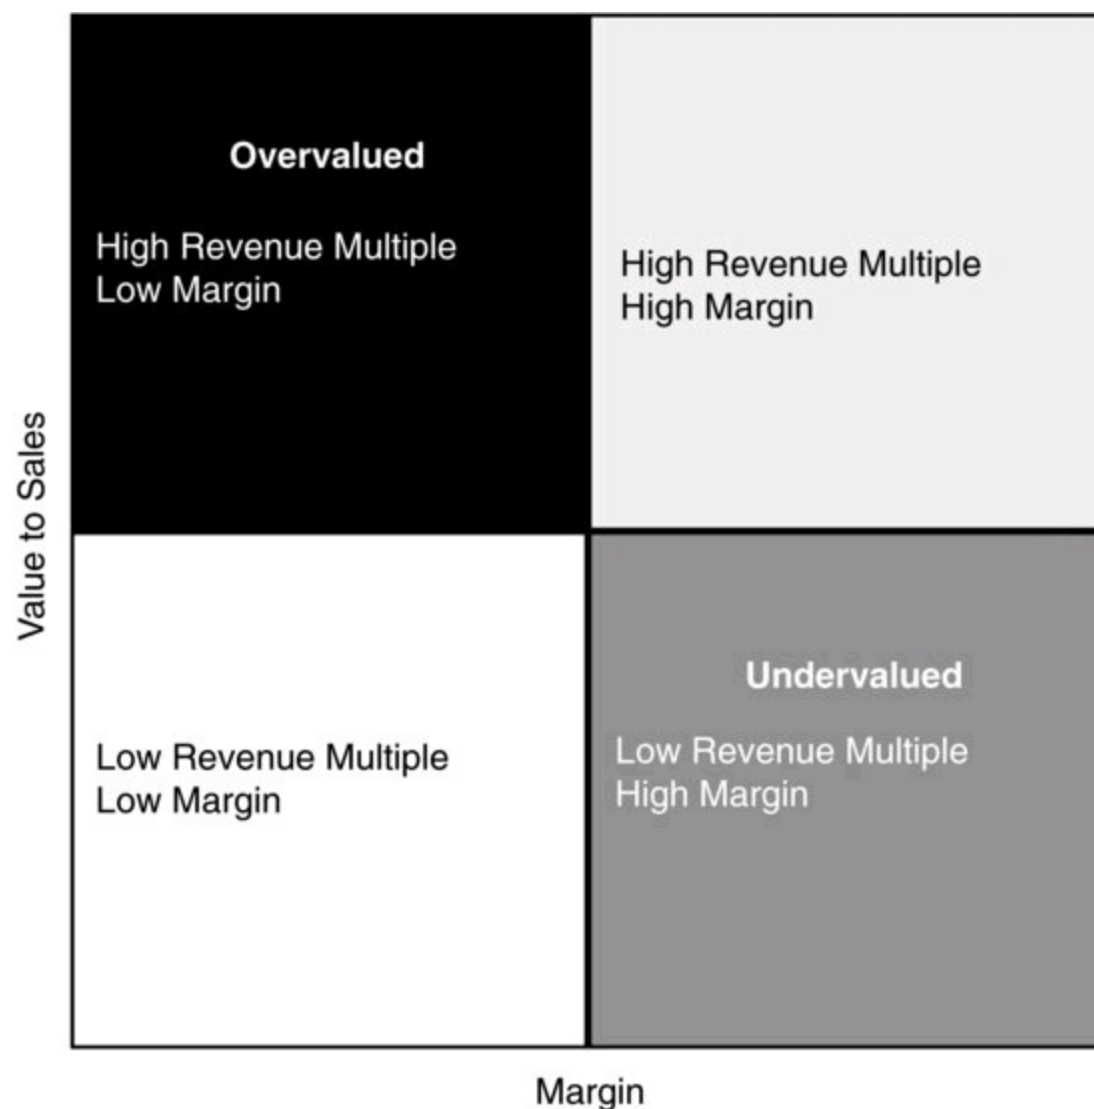 Overvalued
High Revenue Multiple
Low Margin
High Revenue Multiple
High Margin
Value to Sales
Low Revenue Multiple
Low Margin
Undervalued
Low Revenue Multiple
High Margin
Margin